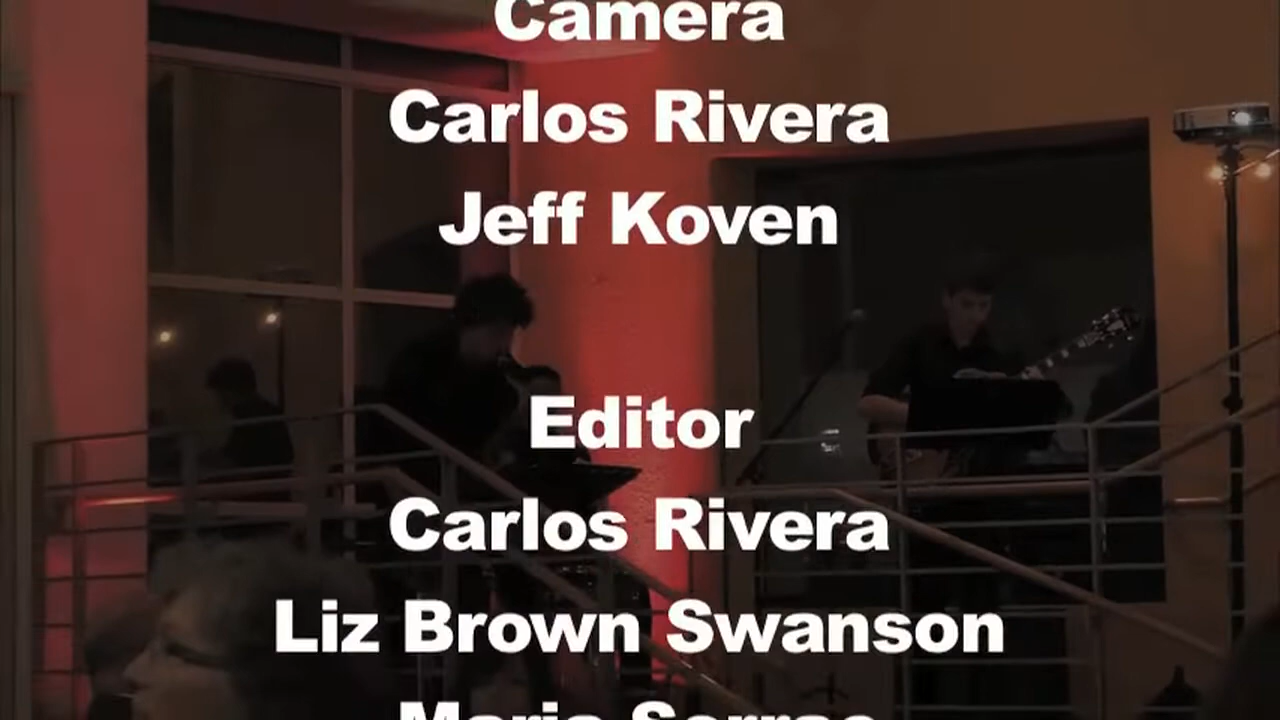 Camera
Carlos Rivera
Jeff Koven
Editor
Carlos Rivera
Liz Brown Swanson